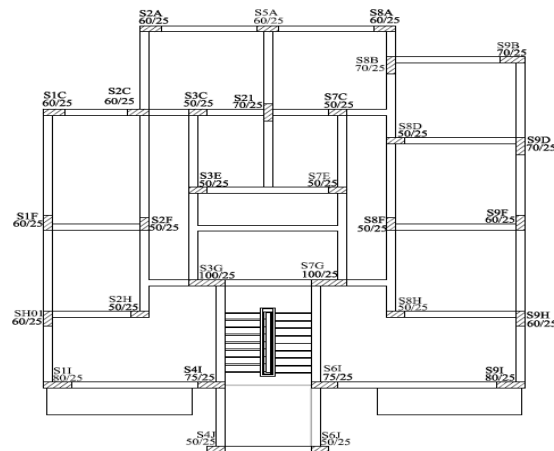 S2A
60/25
S5A
60/25
S8A
60/25
S8B
70/25
S9B
70/25
S1C
60/25
S2C
60/25
S3C
50/25
S21
70/25
S7C
50/25
S8D
50/25
S9D
70/25
S3E
50/25
S7E
50/25
S1F
60/25
S2F
50/25
S8F
50/25
S9F
60/25
S3G
100/25
S7G
100/25
S2H
50/25
S8H
50/25
SH01
60/25
S9H
60/25
S1I
80/25
S4I
75/25
S6I
75/25
S9I
80/25
S4J
50/25
S6J
50/25